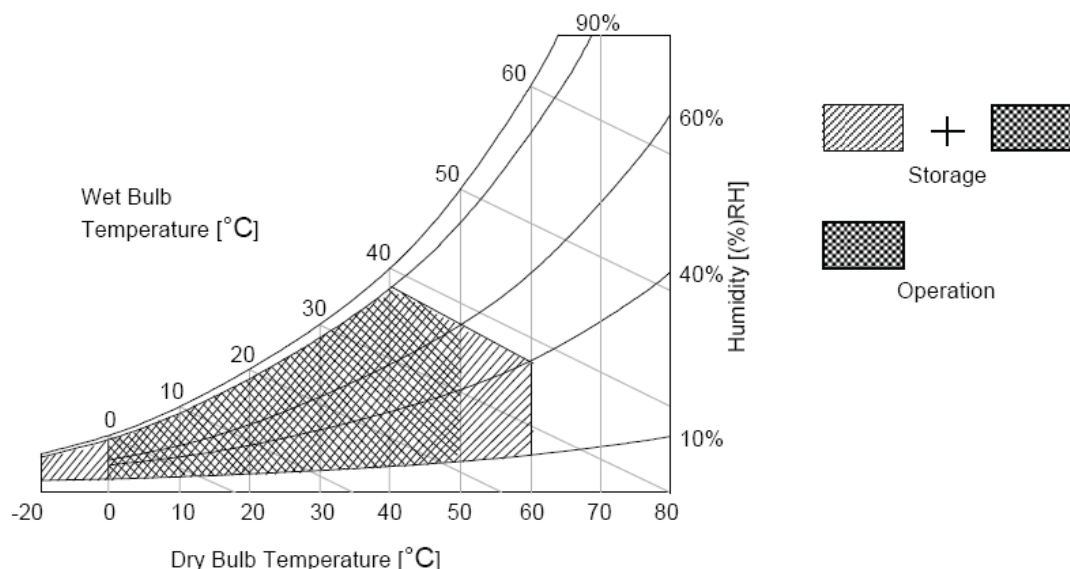 90%
60
60%
50
Storage
Wet Bulb
Temperature [°C]
Humidity [(%)RH]
40
40%
Operation
30
20
10
0
10%
-20 0 10 20 30 40 50 60 70 80
Dry Bulb Temperature [°C]